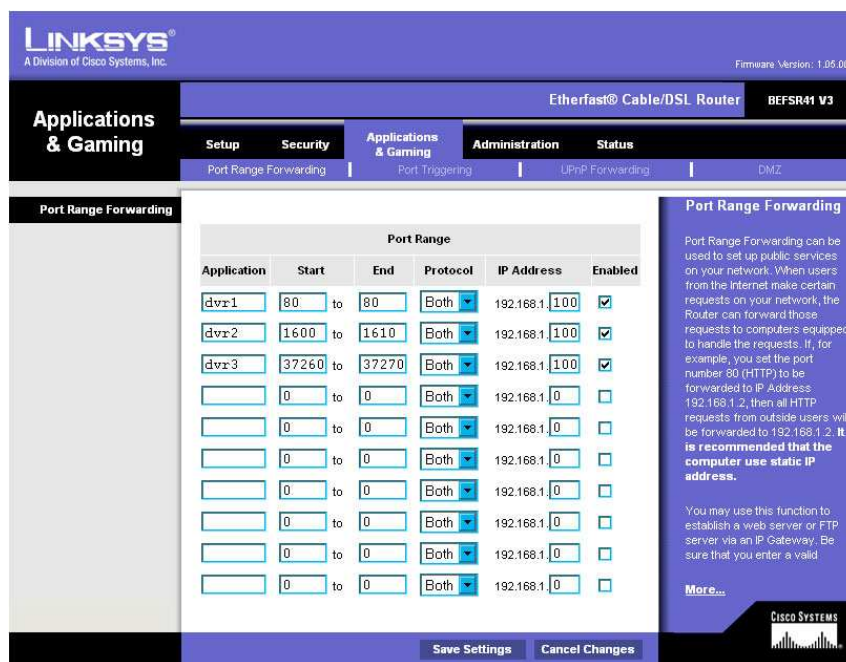 LINKSYS®
A Division of Cisco Systems, Inc.
Firmware Version: 1.05.00
Etherfast® Cable/DSL Router
BEFSR41 V3
Applications
& Gaming
Setup
Security
Applications
& Gaming
Administration
Status
Port Range Forwarding
Port Triggering
UPnP Forwarding
DMZ
Port Range Forwarding
Port Range
Application Start End Protocol IP Address Enabled
dvr1 80 to 80 Both 192.168.1.100
dvr2 1600 to 1610 Both 192.168.1.100
dvr3 37260 to 37270 Both 192.168.1.100
0 to 0 Both 192.168.1.0
0 to 0 Both 192.168.1.0
0 to 0 Both 192.168.1.0
0 to 0 Both 192.168.1.0
0 to 0 Both 192.168.1.0
0 to 0 Both 192.168.1.0
0 to 0 Both 192.168.1.0
Port Range Forwarding
Port Range Forwarding can be
used to set up public services
on your network. When users
from the Internet make certain
requests on your network, the
Router can forward those
requests to computers equipped
to handle the requests. If, for
example, you set the port
number 80 (HTTP) to be
forwarded to IP Address
192.168.1.2, then all HTTP
requests from outside users wil
be forwarded to 192.168.1.2. It
is recommended that the
computer use static IP
address.
You may use this function to
establish a web server or FTP
server via an IP Gateway. Be
sure that you enter a valid
More...
Save Settings
Cancel Changes
CISCO SYSTEMS